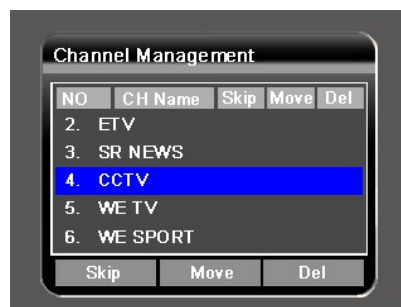 Channel Management
NO CH Name Skip Move Del
2. ETV
3. SR NEWS
4. CCTV
5. WE TV
6. WE SPORT
Skip Move Del